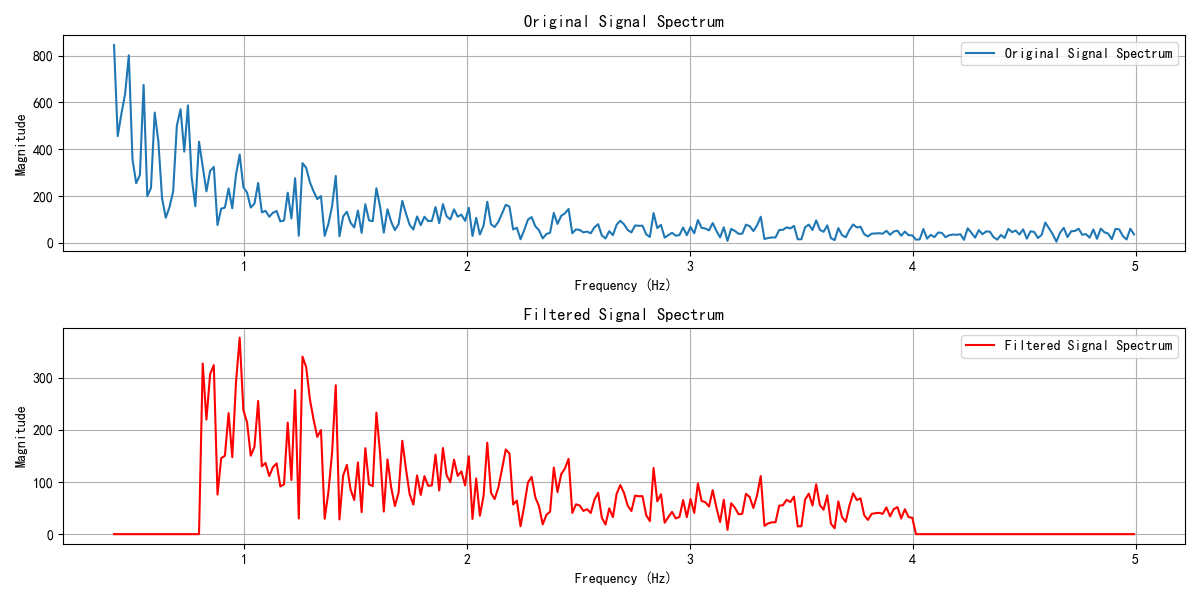 Original Signal Spectrum
Original Signal Spectrum
Magnitude
800
600
400
200
0
1
2
3
4
5
Frequency (Hz)
Filtered Signal Spectrum
Filtered Signal Spectrum
Magnitude
300
200
100
0
1
2
3
4
5
Frequency (Hz)